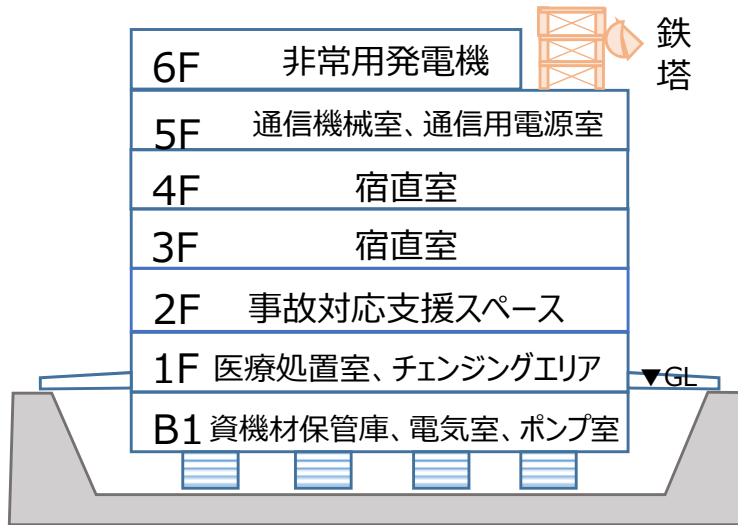 6F 非常用発電機
鉄塔
5F 通信機械室、通信用電源室
4F 宿直室
3F 宿直室
2F 事故対応支援スペース
1F 医療処置室、チェンジングエリア
▼GL
B1 資機材保管庫、電気室、ポンプ室